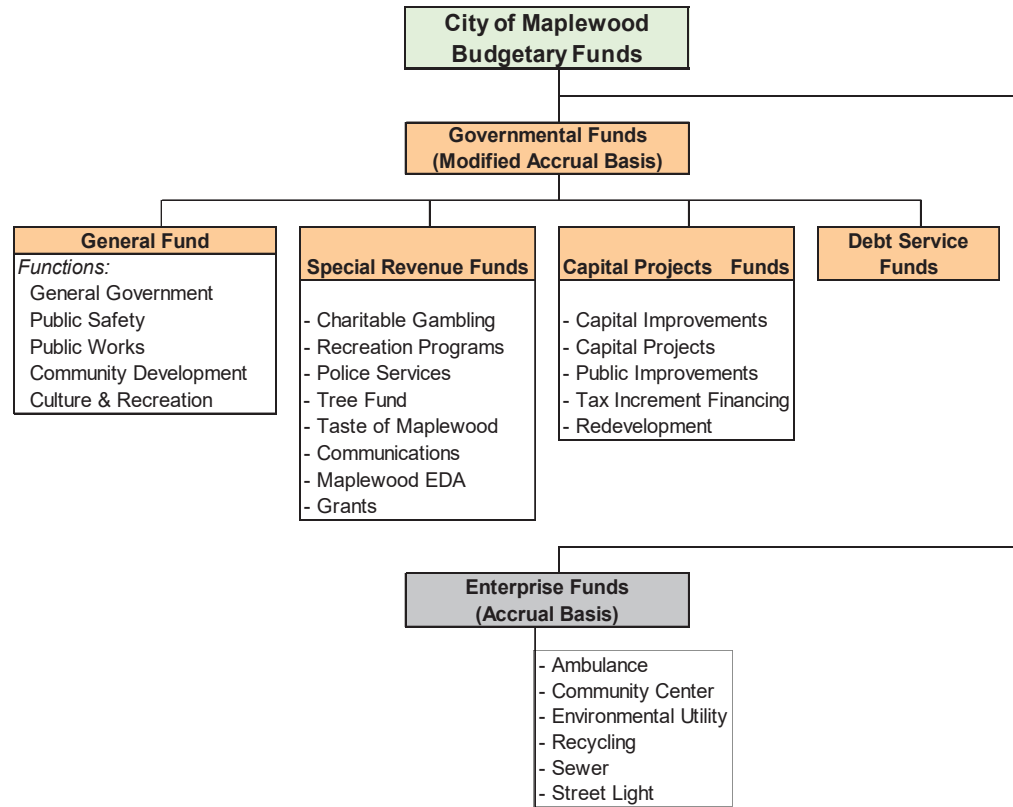 City of Maplewood
Budgetary Funds
Governmental Funds
(Modified Accrual Basis)
General Fund
Functions:
General Government
Public Safety
Public Works
Community Development
Culture & Recreation
Special Revenue Funds
- Charitable Gambling
- Recreation Programs
- Police Services
- Tree Fund
- Taste of Maplewood
- Communications
- Maplewood EDA
- Grants
Capital Projects Funds
- Capital Improvements
- Capital Projects
- Public Improvements
- Tax Increment Financing
- Redevelopment
Debt Service
Funds
Enterprise Funds
(Accrual Basis)
- Ambulance
- Community Center
- Environmental Utility
- Recycling
- Sewer
- Street Light